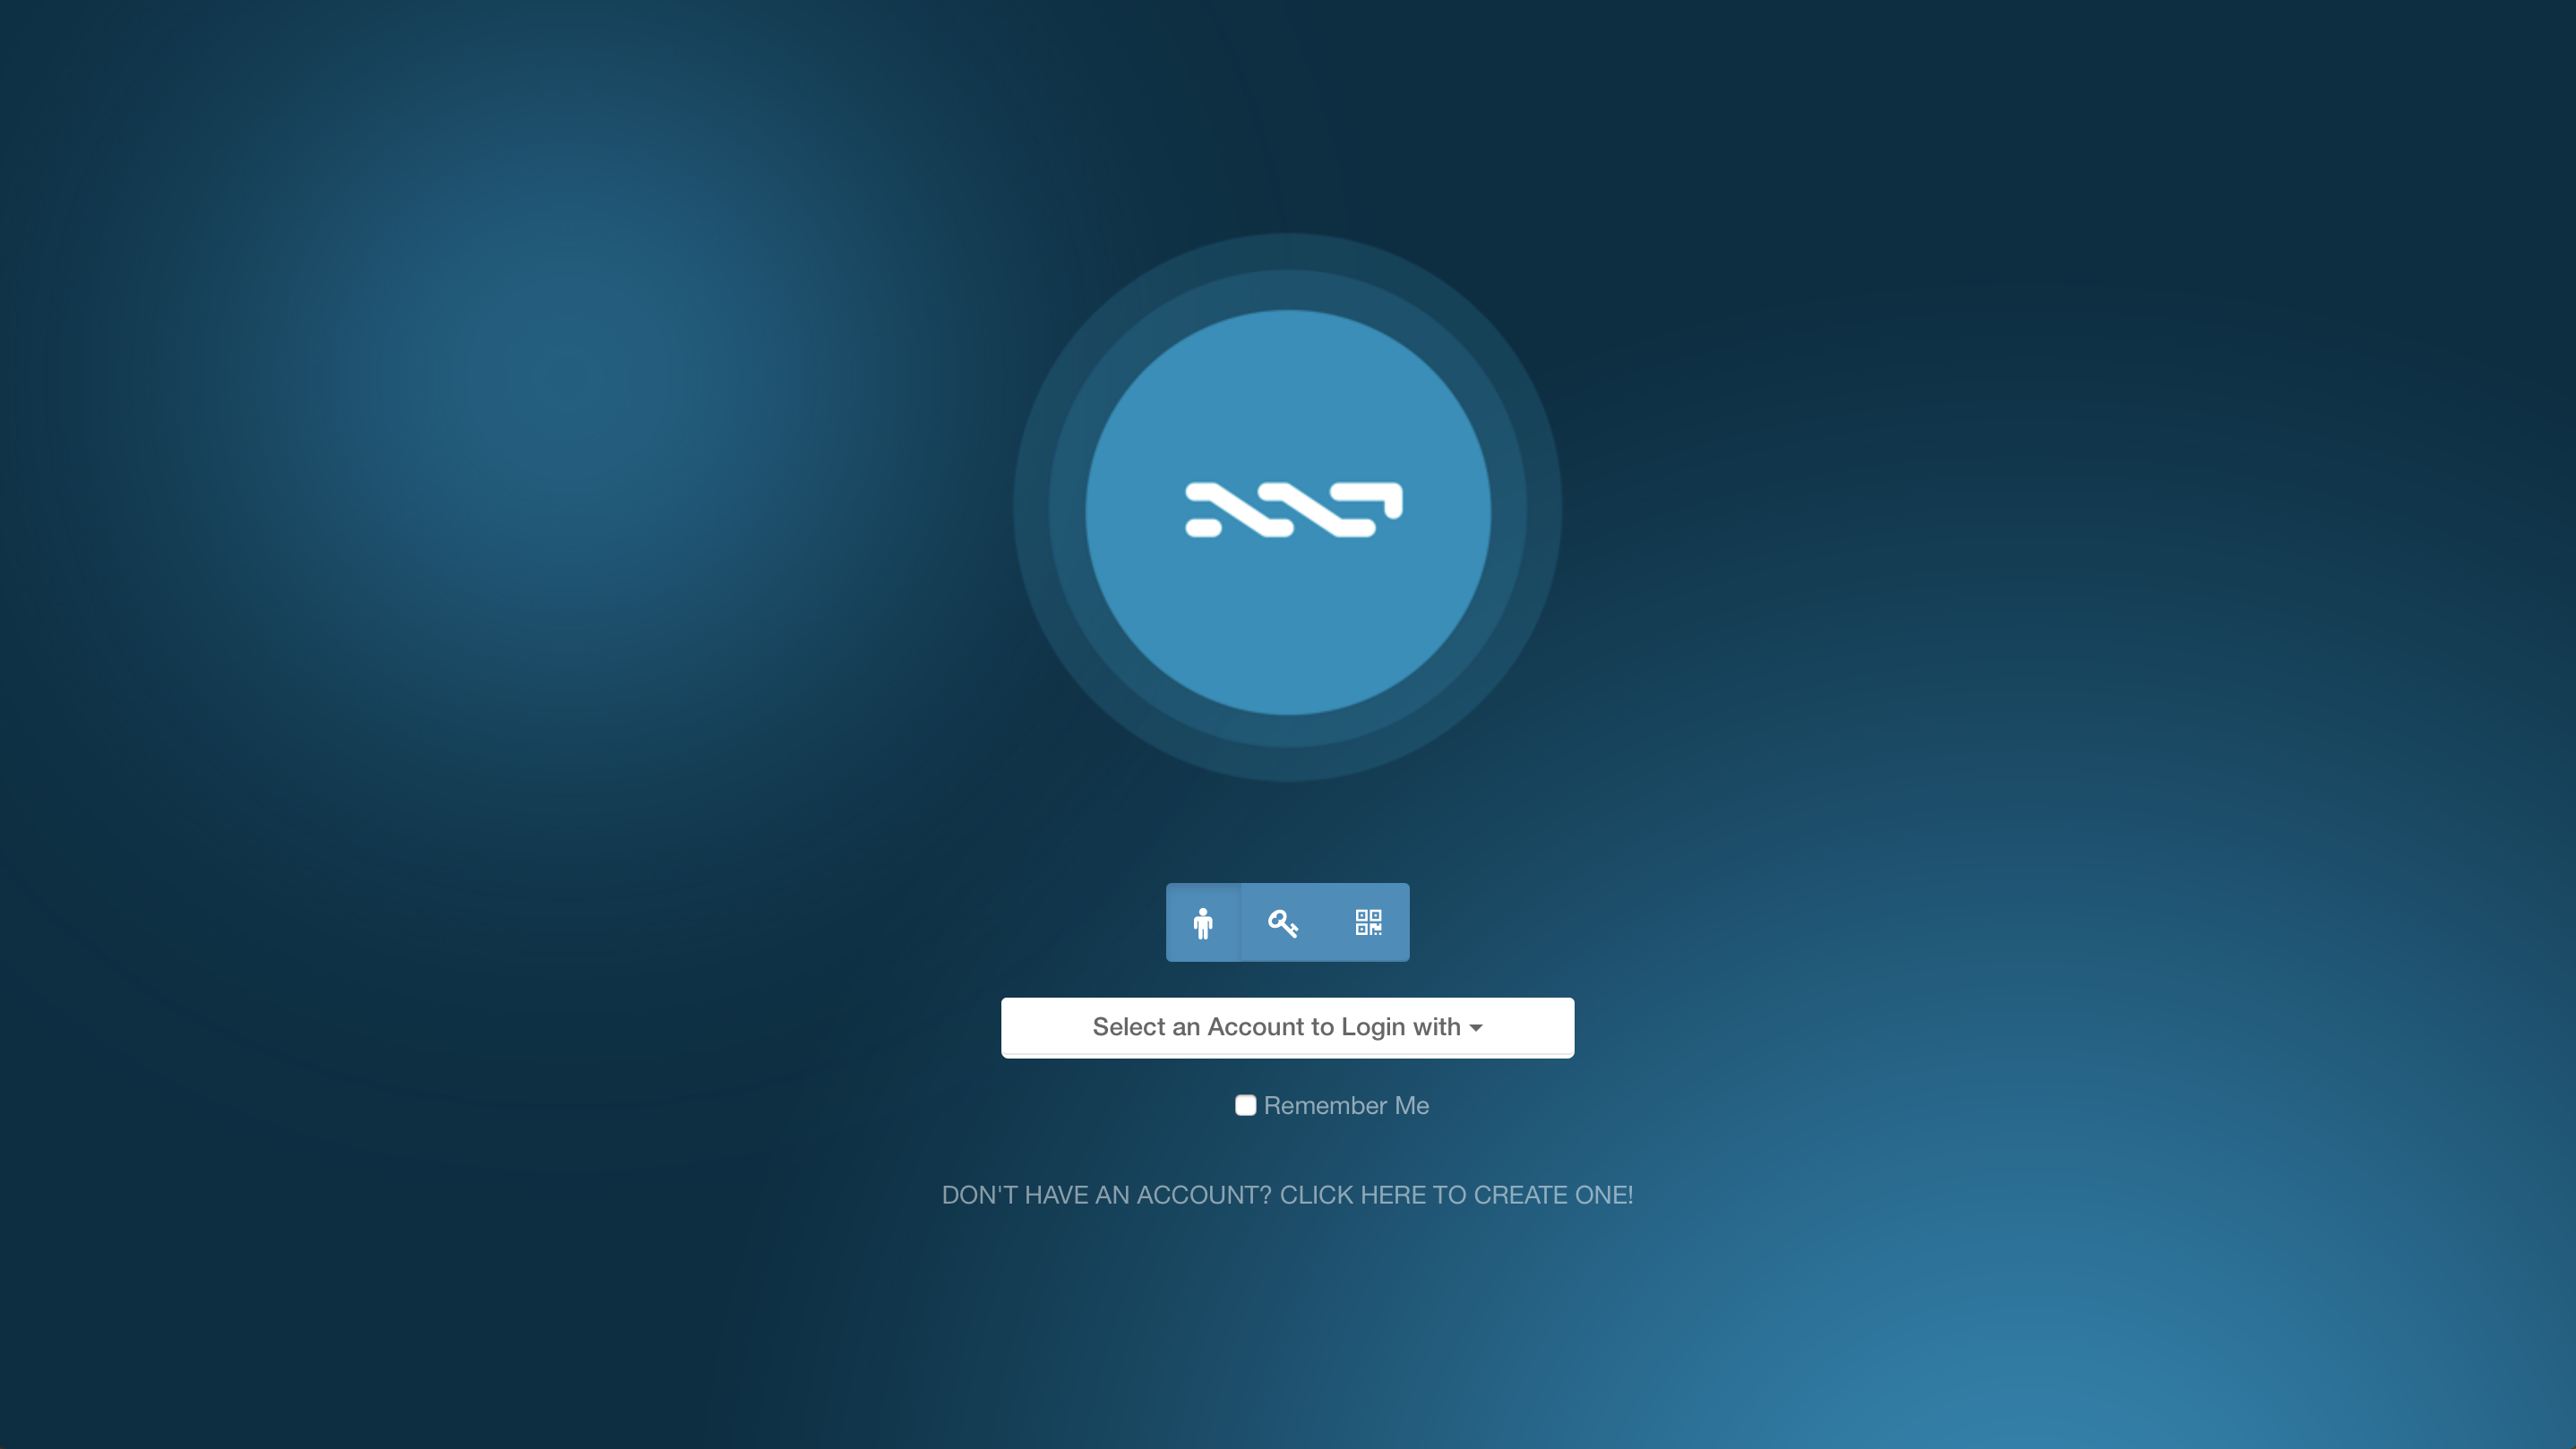 Select an Account to Login with
Remember Me
DON'T HAVE AN ACCOUNT? CLICK HERE TO CREATE ONE!